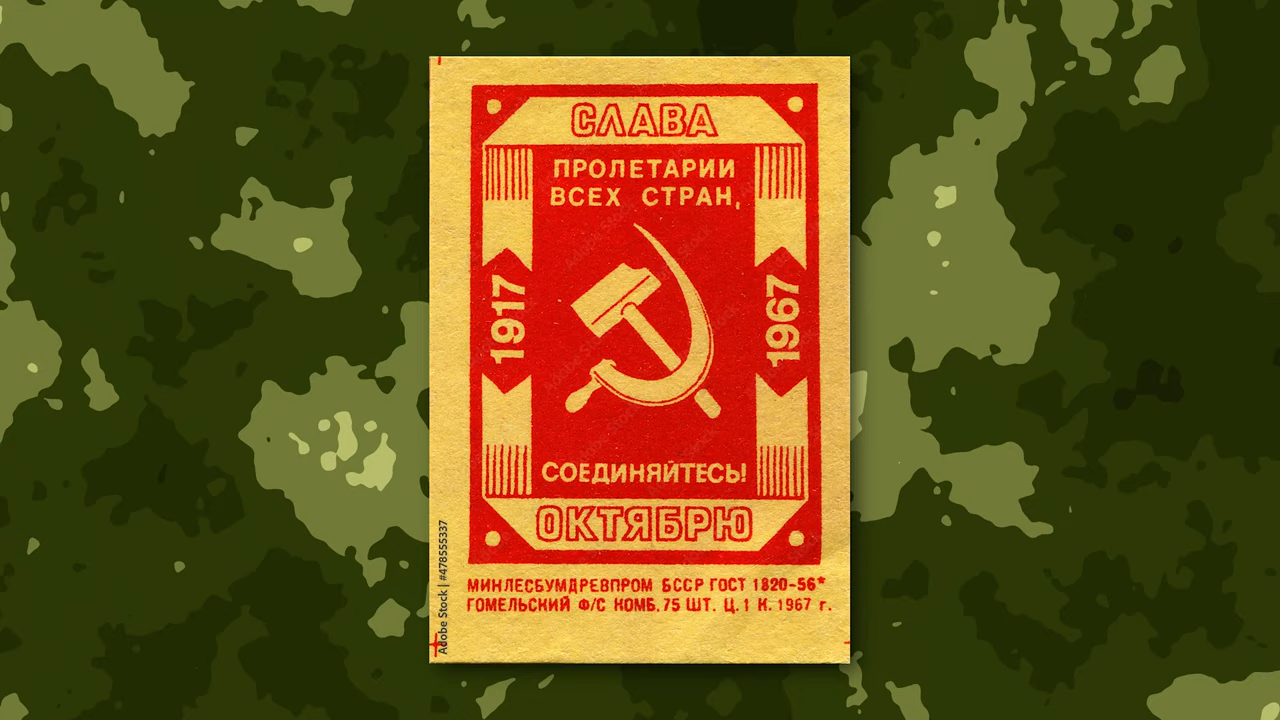 СЛАВА
ПРОЛЕТАРИИ
ВСЕХ СТРАН,
1917
1967
СОЕДИНЯЙТЕСЬ!
ОКТЯБРЮ
МИНЛЕСБУМДРЕВПРОМ БССР ГОСТ 1820-56*
ГОМЕЛЬСКИЙ Ф/С КОМБ. 75 ШТ. Ц. 1 К. 1967 г.
Adobe Stock | #478555337